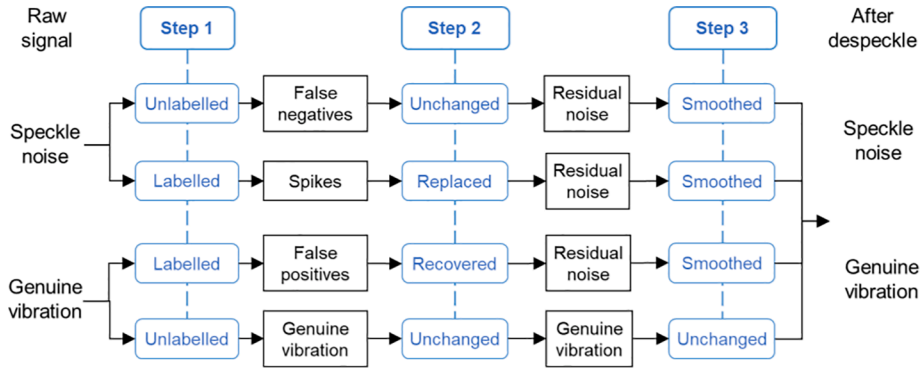 Raw
signal
Step 1
Step 2
Step 3
After
despeckle
Speckle
noise
Unlabelled
False
negatives
Unchanged
Residual
noise
Smoothed
Labelled
Spikes
Replaced
Residual
noise
Smoothed
Speckle
noise
Genuine
vibration
Labelled
False
positives
Recovered
Residual
noise
Smoothed
Unlabelled
Genuine
vibration
Unchanged
Genuine
vibration
Unchanged
Genuine
vibration